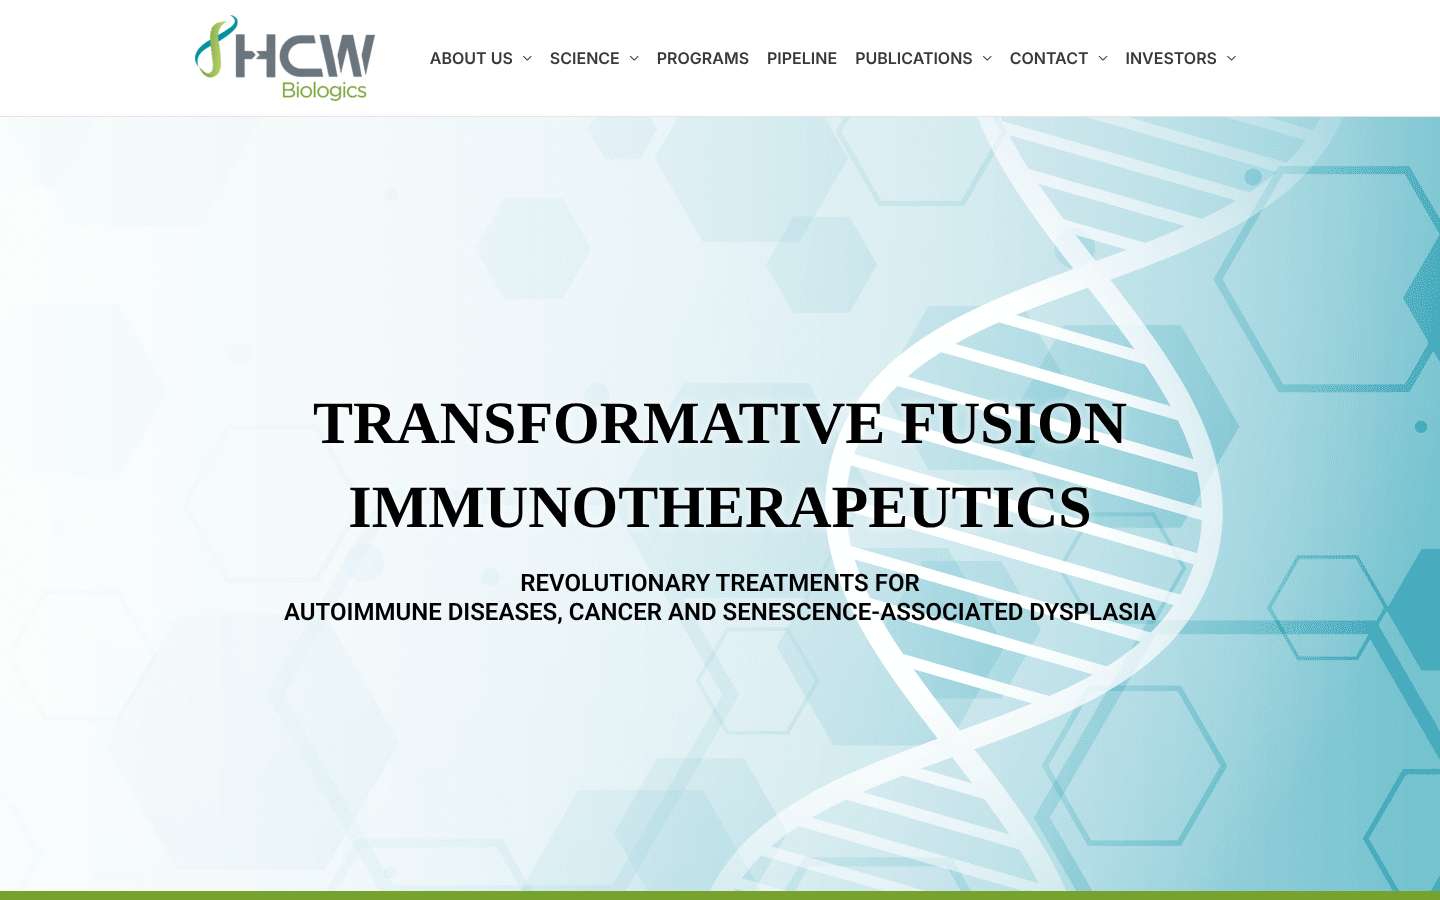 HCW
Biologics
ABOUT US SCIENCE PROGRAMS PIPELINE PUBLICATIONS CONTACT INVESTORS
TRANSFORMATIVE FUSION
IMMUNOTHERAPEUTICS
REVOLUTIONARY TREATMENTS FOR
AUTOIMMUNE DISEASES, CANCER AND SENESCENCE-ASSOCIATED DYSPLASIA